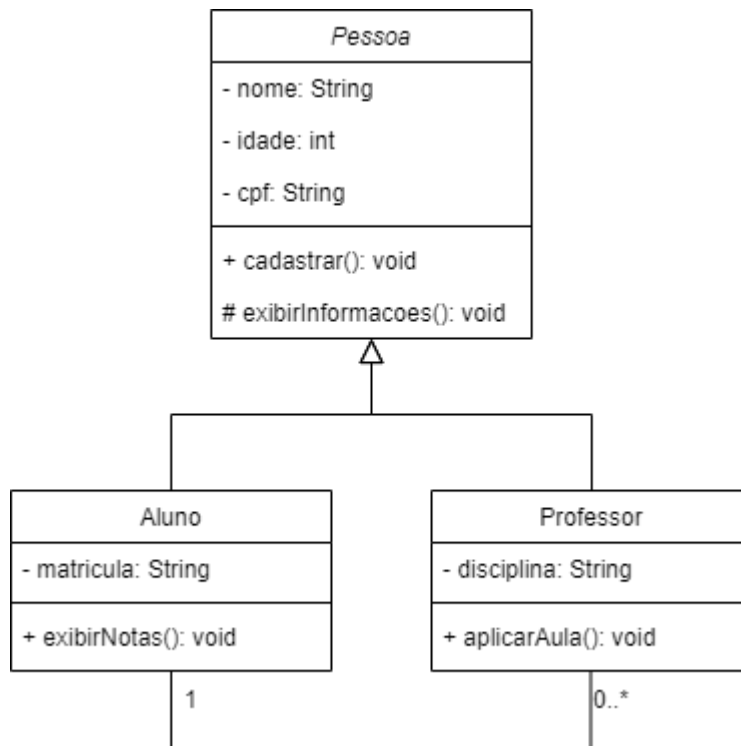 Pessoa
- nome: String
- idade: int
- cpf: String
+ cadastrar(): void
# exibirInformacoes(): void
Aluno
- matricula: String
+ exibirNotas(): void
1
Professor
- disciplina: String
+ aplicarAula(): void
0..*